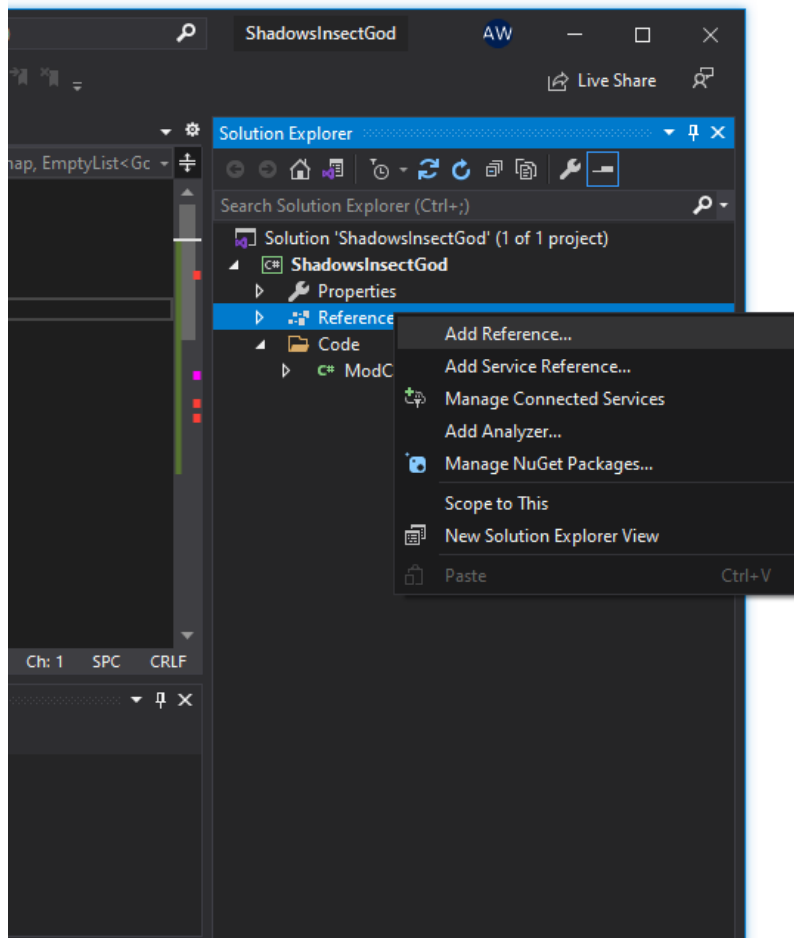 ShadowsInsectGod AW
Live Share
Solution Explorer
map, EmptyList<Gc
Search Solution Explorer (Ctrl+;)
Solution 'ShadowsInsectGod' (1 of 1 project)
C# ShadowsInsectGod
Properties
Reference
Add Reference...
Code
Add Service Reference...
C# ModC
Manage Connected Services
Add Analyzer...
Manage NuGet Packages...
Scope to This
New Solution Explorer View
Paste Ctrl+V
Ch: 1 SPC CRLF